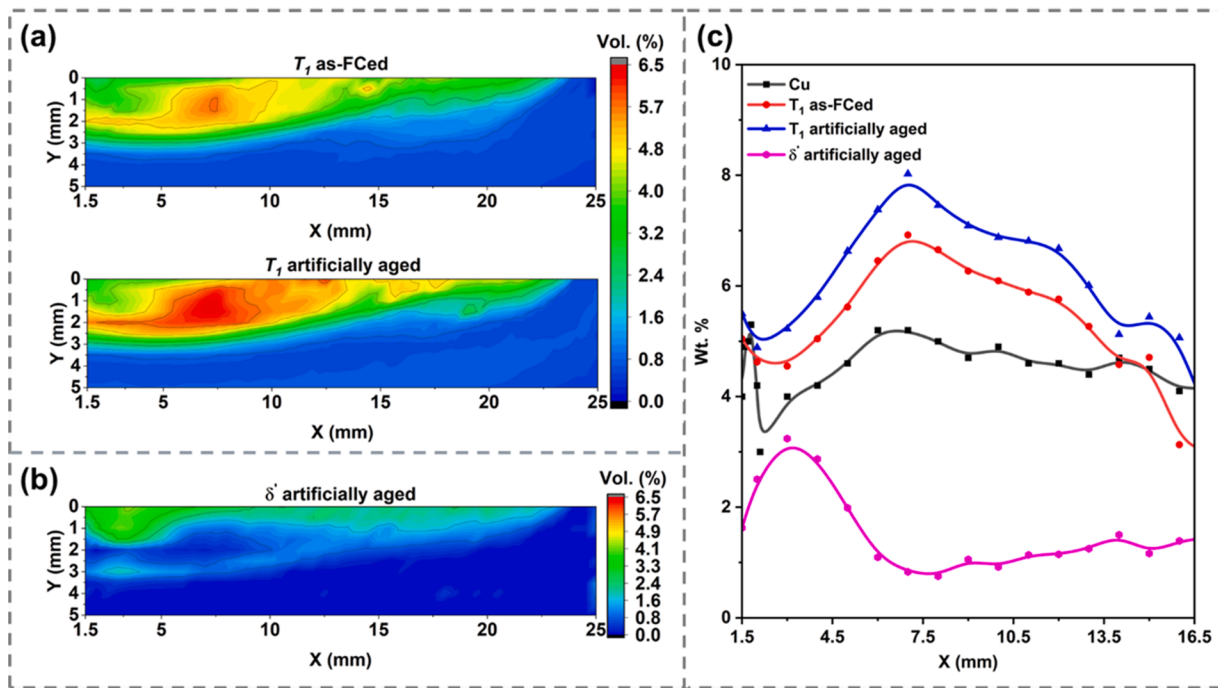 (a)
Vol. (%)
T1 as-FCed
0
1
2
3
4
5
Y (mm)
1.5 5 10 15 20 25
X (mm)
T1 artificially aged
0
1
2
3
4
5
Y (mm)
1.5 5 10 15 20 25
X (mm)
6.5
5.7
4.8
4.0
3.2
2.4
1.6
0.8
0.0
(b)
Vol. (%)
δ' artificially aged
0
1
2
3
4
5
Y (mm)
1.5 5 10 15 20 25
X (mm)
6.5
5.7
4.9
4.1
3.3
2.4
1.6
0.8
0.0
(c)
10
8
6
4
2
0
Wt. %
Cu
T1 as-FCed
T1 artificially aged
δ' artificially aged
1.5 4.5 7.5 10.5 13.5 16.5
X (mm)